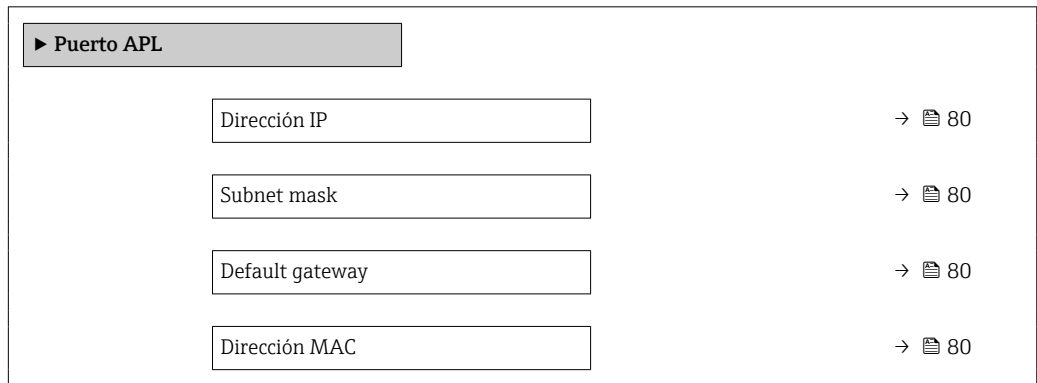 ▶ Puerto APL
Dirección IP → 80
Subnet mask → 80
Default gateway → 80
Dirección MAC → 80